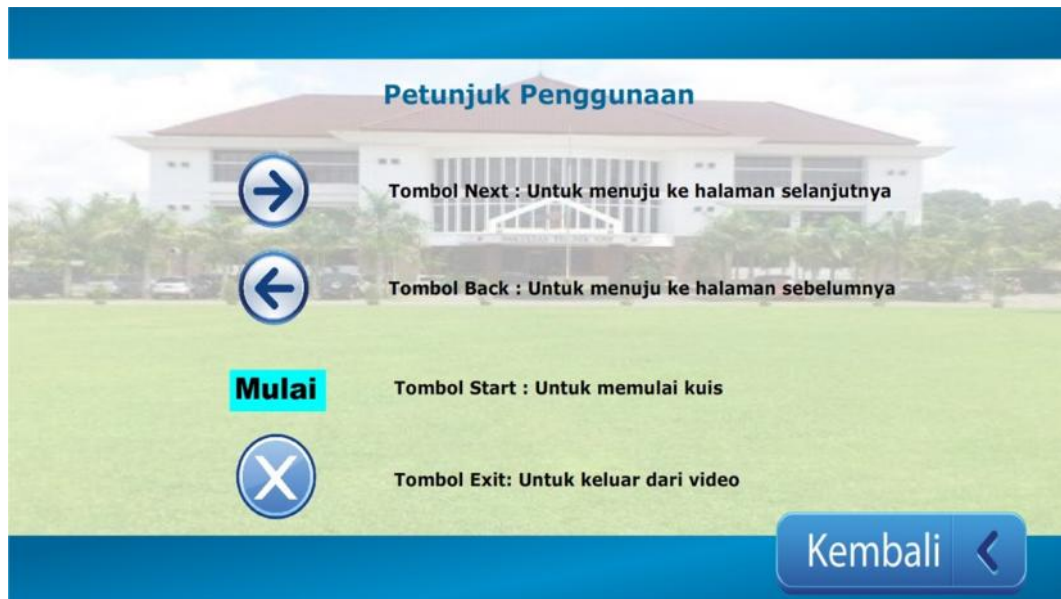 Petunjuk Penggunaan
Tombol Next : Untuk menuju ke halaman selanjutnya
Tombol Back : Untuk menuju ke halaman sebelumnya
Mulai Tombol Start : Untuk memulai kuis
X Tombol Exit: Untuk keluar dari video
Kembali